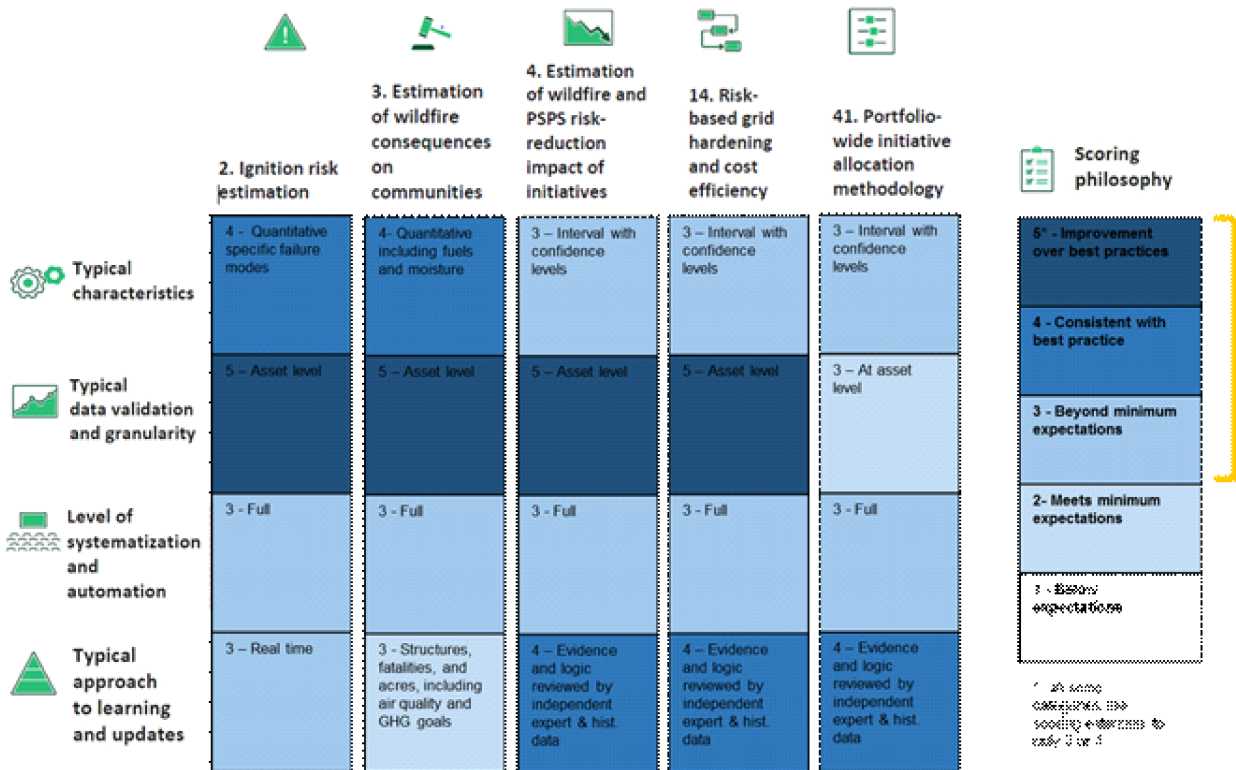 2. Ignition risk
estimation
3. Estimation
of wildfire
consequences
on
communities
4. Estimation
of wildfire and
PSPS risk-
reduction
impact of
initiatives
14. Risk-
based grid
hardening
and cost
efficiency
41. Portfolio-
wide initiative
allocation
methodology
Scoring
philosophy
Typical
characteristics
4 - Quantitative
specific failure
modes
4- Quantitative
including fuels
and moisture
3 – Interval with
confidence
levels
3 – Interval with
confidence
levels
3 – Interval with
confidence
levels
Typical
data validation
and granularity
5 – Asset level
5 – Asset level
5 – Asset level
5 – Asset level
3 – At asset
level
Level of
systematization
and
automation
3 - Full
3 - Full
3 - Full
3 - Full
3 - Full
Typical
approach
to learning
and updates
3 – Real time
3 - Structures,
fatalities, and
acres, including
air quality and
GHG goals
4 – Evidence
and logic
reviewed by
independent
expert & hist.
data
4 – Evidence
and logic
reviewed by
independent
expert & hist.
data
4 – Evidence
and logic
reviewed by
independent
expert & hist.
data
5* - Improvement
over best practices
4 - Consistent with
best practice
3 - Beyond minimum
expectations
2- Meets minimum
expectations
- Below
expectations
some
scoring
to
only